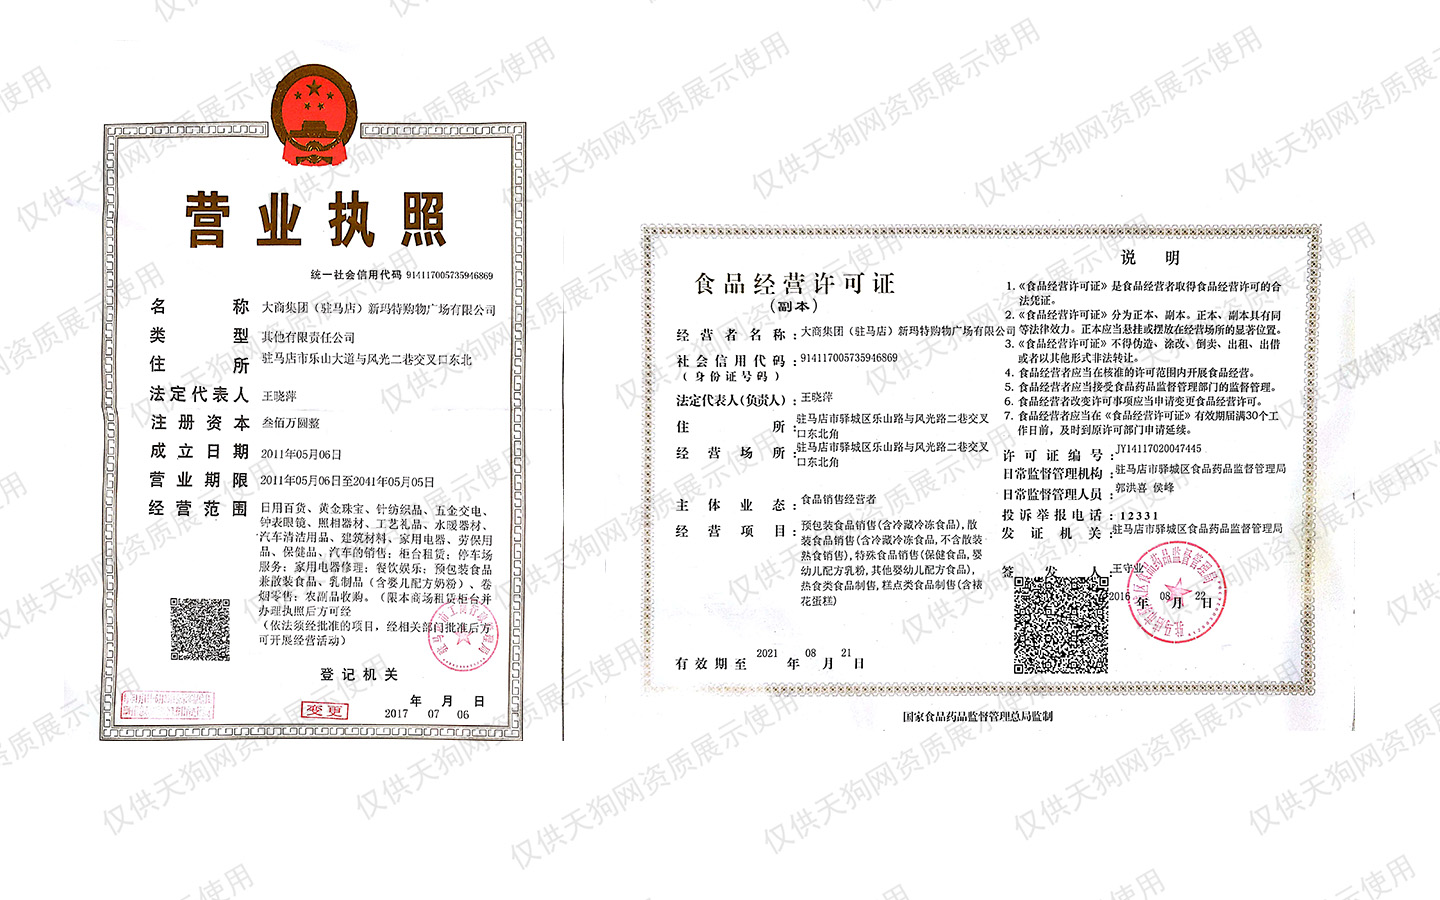 营业执照
统一社会信用代码 914117005735946869
名称 大商集团（驻马店）新玛特购物广场有限公司
类型 其他有限责任公司
住所 驻马店市乐山大道与风光二巷交叉口东北
法定代表人 王晓萍
注册资本 叁佰万圆整
成立日期 2011年05月06日
营业期限 2011年05月06日至2041年05月05日
经营范围 日用百货、黄金珠宝、针纺织品、五金交电、
钟表眼镜、照相器材、工艺礼品、水暖器材、
汽车清洁用品、建筑材料、家用电器、劳保用
品、保健品、汽车的销售；柜台租赁；停车场
服务；家用电器修理；餐饮娱乐；预包装食品
兼散装食品、乳制品（含婴儿配方奶粉）、卷
烟零售；农副品收购。（限本商场租赁柜台并
办理执照后方可经
（依法须经批准的项目，经相关部门批准后方
可开展经营活动）
登记机关
年 月 日
2017 07 06
变更
食品经营许可证
（副本）
经营者名称：大商集团（驻马店）新玛特购物广场有限公司
社会信用代码：914117005735946869
（身份证号码）
法定代表人(负责人)：王晓萍
住所：驻马店市驿城区乐山路与风光路二巷交叉
口东北角
经营场所：驻马店市驿城区乐山路与风光路二巷交叉
口东北角
主体业态：食品销售经营者
经营项目：预包装食品销售(含冷藏冷冻食品),散
装食品销售(含冷藏冷冻食品,不含散装
熟食销售),特殊食品销售(保健食品,婴
幼儿配方乳粉,其他婴幼儿配方食品),
热食类食品制售,糕点类食品制售(含裱
花蛋糕)
有效期至 2021 年 08 月 21 日
说明
1.《食品经营许可证》是食品经营者取得食品经营许可的合
法凭证。
2.《食品经营许可证》分为正本、副本。正本、副本具有同
等法律效力。正本应当悬挂或摆放在经营场所的显著位置。
3.《食品经营许可证》不得伪造、涂改、倒卖、出租、出借
或者以其他形式非法转让。
4. 食品经营者应当在核准的许可范围内开展食品经营。
5. 食品经营者应当接受食品药品监督管理部门的监督管理。
6. 食品经营者改变许可事项应当申请变更食品经营许可。
7. 食品经营者应当在《食品经营许可证》有效期届满30个工
作日前，及时到原许可部门申请延续。
许可证编号：JY14117020047445
日常监督管理机构：驻马店市驿城区食品药品监督管理局
日常监督管理人员：郭洪喜 侯峰
投诉举报电话：12331
发证机关：驻马店市驿城区食品药品监督管理局
签发人：王守业
2016 年 08 月 22 日
国家食品药品监督管理总局监制
仅供天狗网资质展示使用